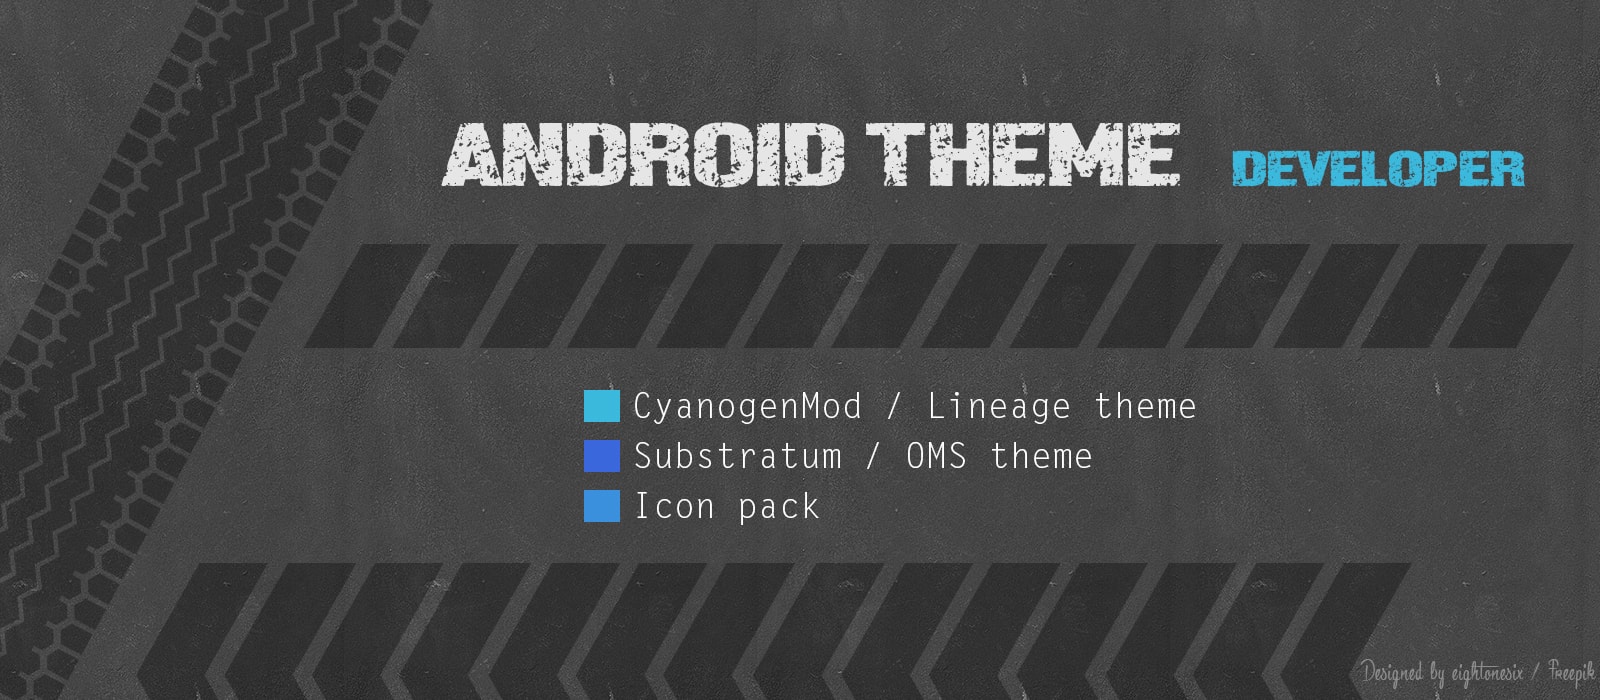 ANDROID THEME DEVELOPER
CyanogenMod / Lineage theme
Substratum / OMS theme
Icon pack
Designed by eightonesix / Freepik